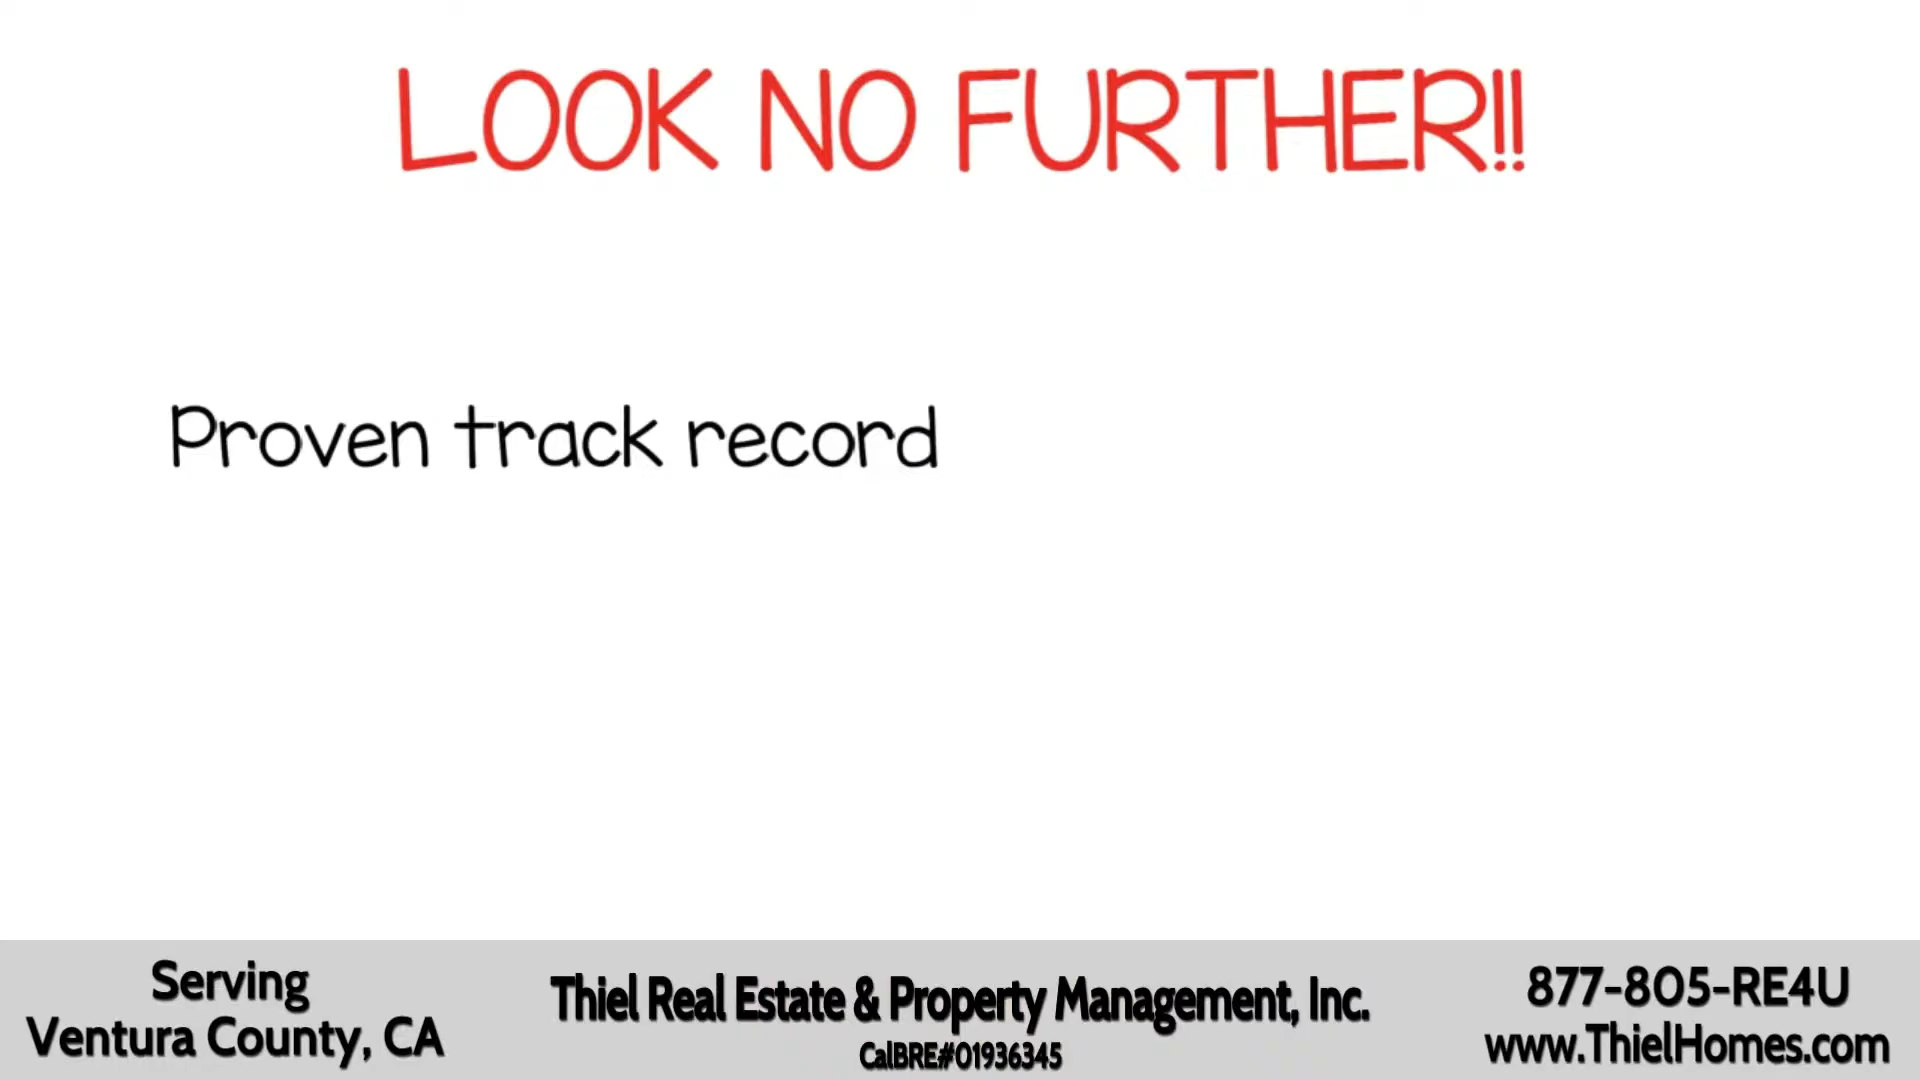 LOOK NO FURTHER!!
Proven track record
Serving
Ventura County, CA
Thiel Real Estate & Property Management, Inc.
CalBRE#01936345
877-805-RE4U
www.ThielHomes.com